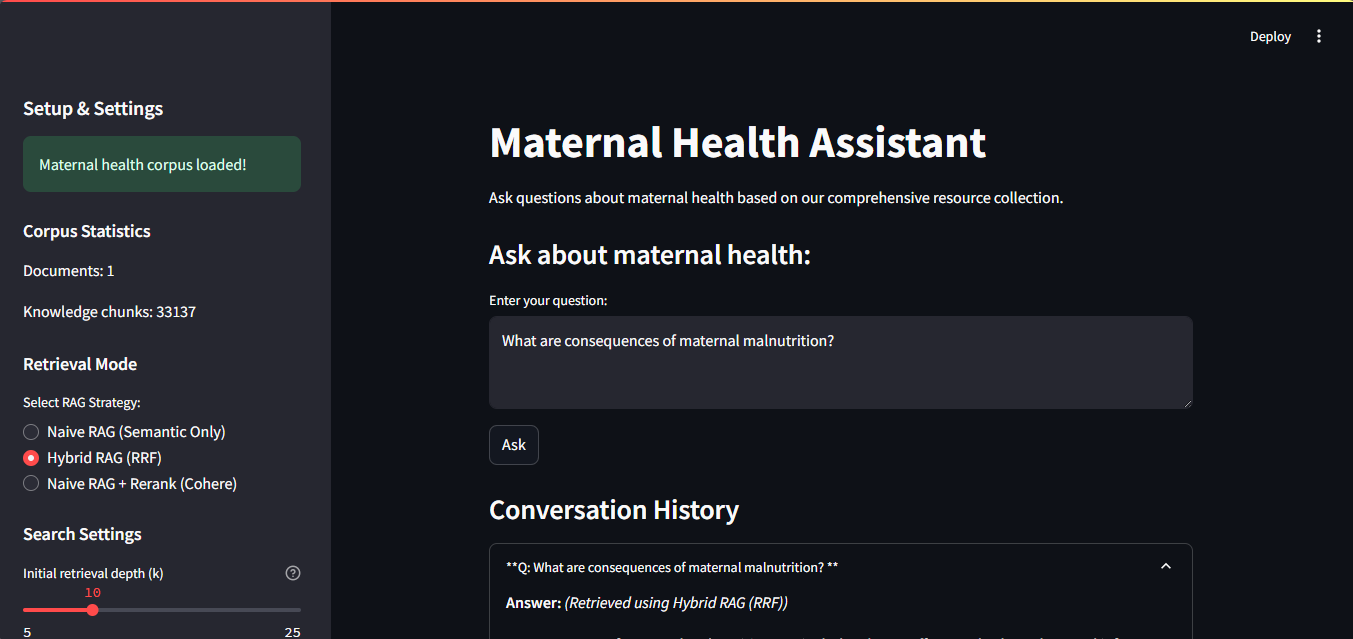 Deploy
Setup & Settings
Maternal health corpus loaded!
Corpus Statistics
Documents: 1
Knowledge chunks: 33137
Retrieval Mode
Select RAG Strategy:
Naive RAG (Semantic Only)
Hybrid RAG (RRF)
Naive RAG + Rerank (Cohere)
Search Settings
Initial retrieval depth (k)
10
5 25
Maternal Health Assistant
Ask questions about maternal health based on our comprehensive resource collection.
Ask about maternal health:
Enter your question:
What are consequences of maternal malnutrition?
Ask
Conversation History
**Q: What are consequences of maternal malnutrition? **
Answer: (Retrieved using Hybrid RAG (RRF))